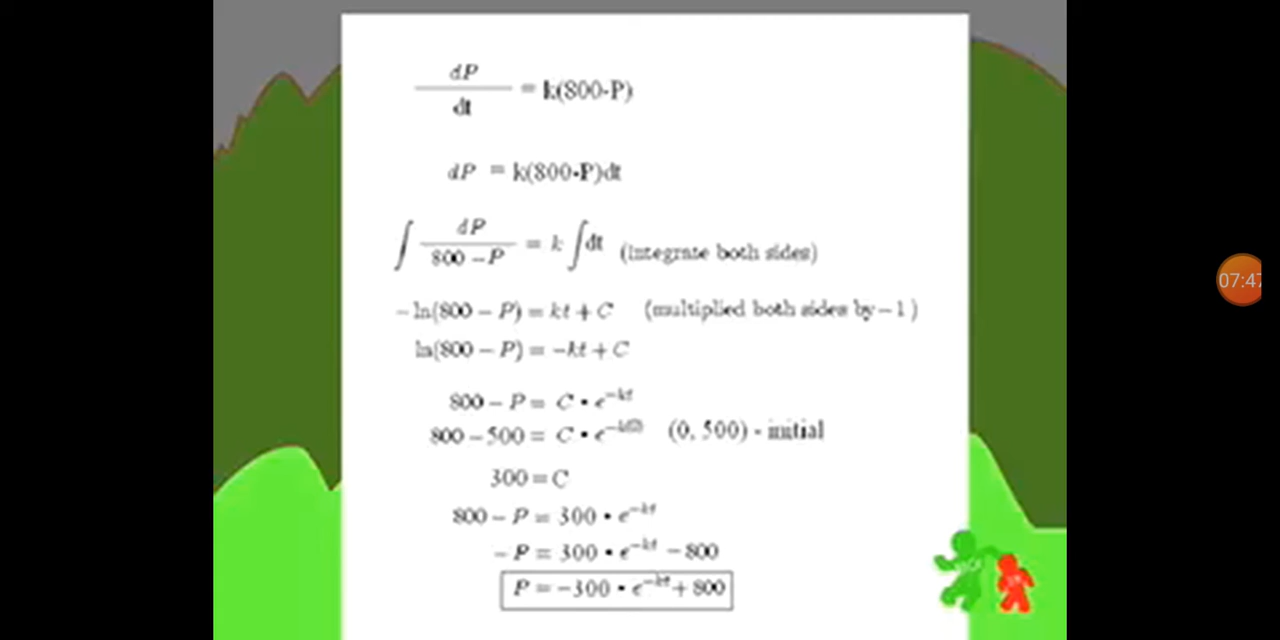 dP
dt = k(800-P)
dP = k(800-P)dt
∫ dP / 800 − P = k ∫ dt (integrate both sides)
− ln(800 − P) = kt + C (multiplied both sides by −1 )
ln(800 − P) = −kt + C
800 − P = C • e^−kt
800 − 500 = C • e^−k(0) (0, 500) - initial
300 = C
800 − P = 300 • e^−kt
− P = 300 • e^−kt − 800
P = −300 • e^−kt + 800
07:47